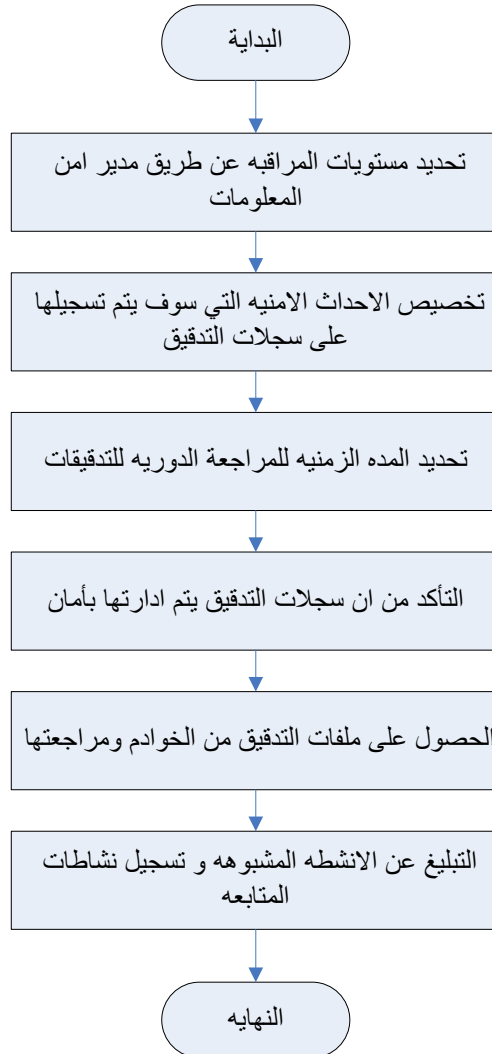 البداية
تحديد مستويات المراقبه عن طريق مدير امن
المعلومات
تخصيص الاحداث الامنيه التي سوف يتم تسجيلها
على سجلات التدقيق
تحديد المده الزمنيه للمراجعة الدوريه للتدقيقات
التأكد من ان سجلات التدقيق يتم ادارتها بأمان
الحصول على ملفات التدقيق من الخوادم ومراجعتها
التبليغ عن الانشطه المشبوهه و تسجيل نشاطات
المتابعه
النهايه